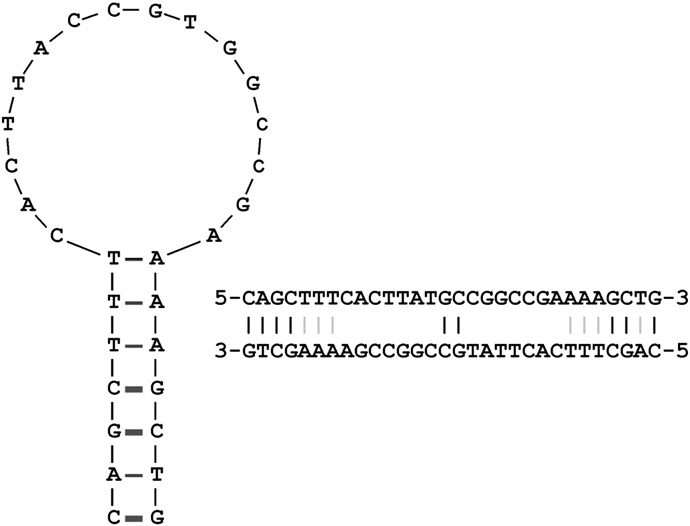 A C C G T G
T G
T C
C C
A G
C A
T A
T A
T A
C G
G C
A T
C G
5-CAGCTTTCACTTATGCCGGCCGAAAAGCTG-3
3-GTCGAAAAGCCGGCCGTATTCACTTTCGAC-5